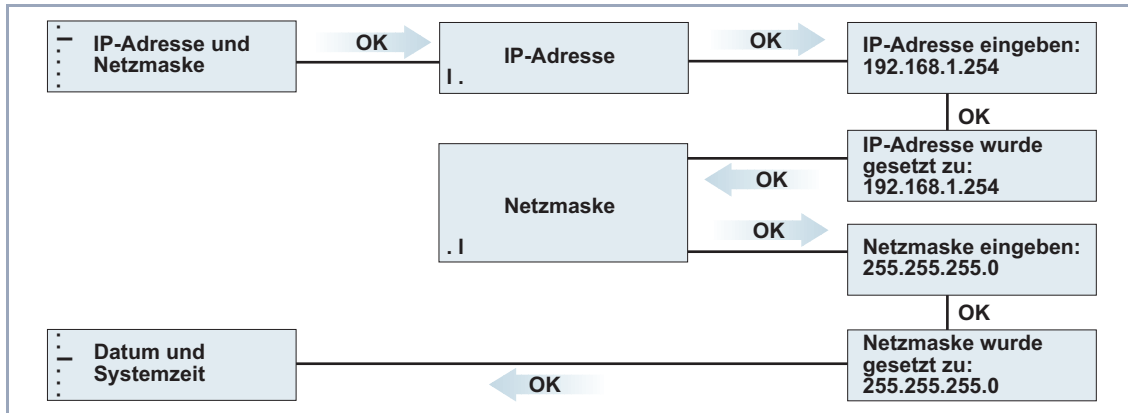 IP-Adresse und
Netzmaske
OK
IP-Adresse
I .
OK
IP-Adresse eingeben:
192.168.1.254
OK
IP-Adresse wurde
gesetzt zu:
192.168.1.254
OK
Netzmaske
. I
OK
Netzmaske eingeben:
255.255.255.0
OK
Netzmaske wurde
gesetzt zu:
255.255.255.0
OK
Datum und
Systemzeit